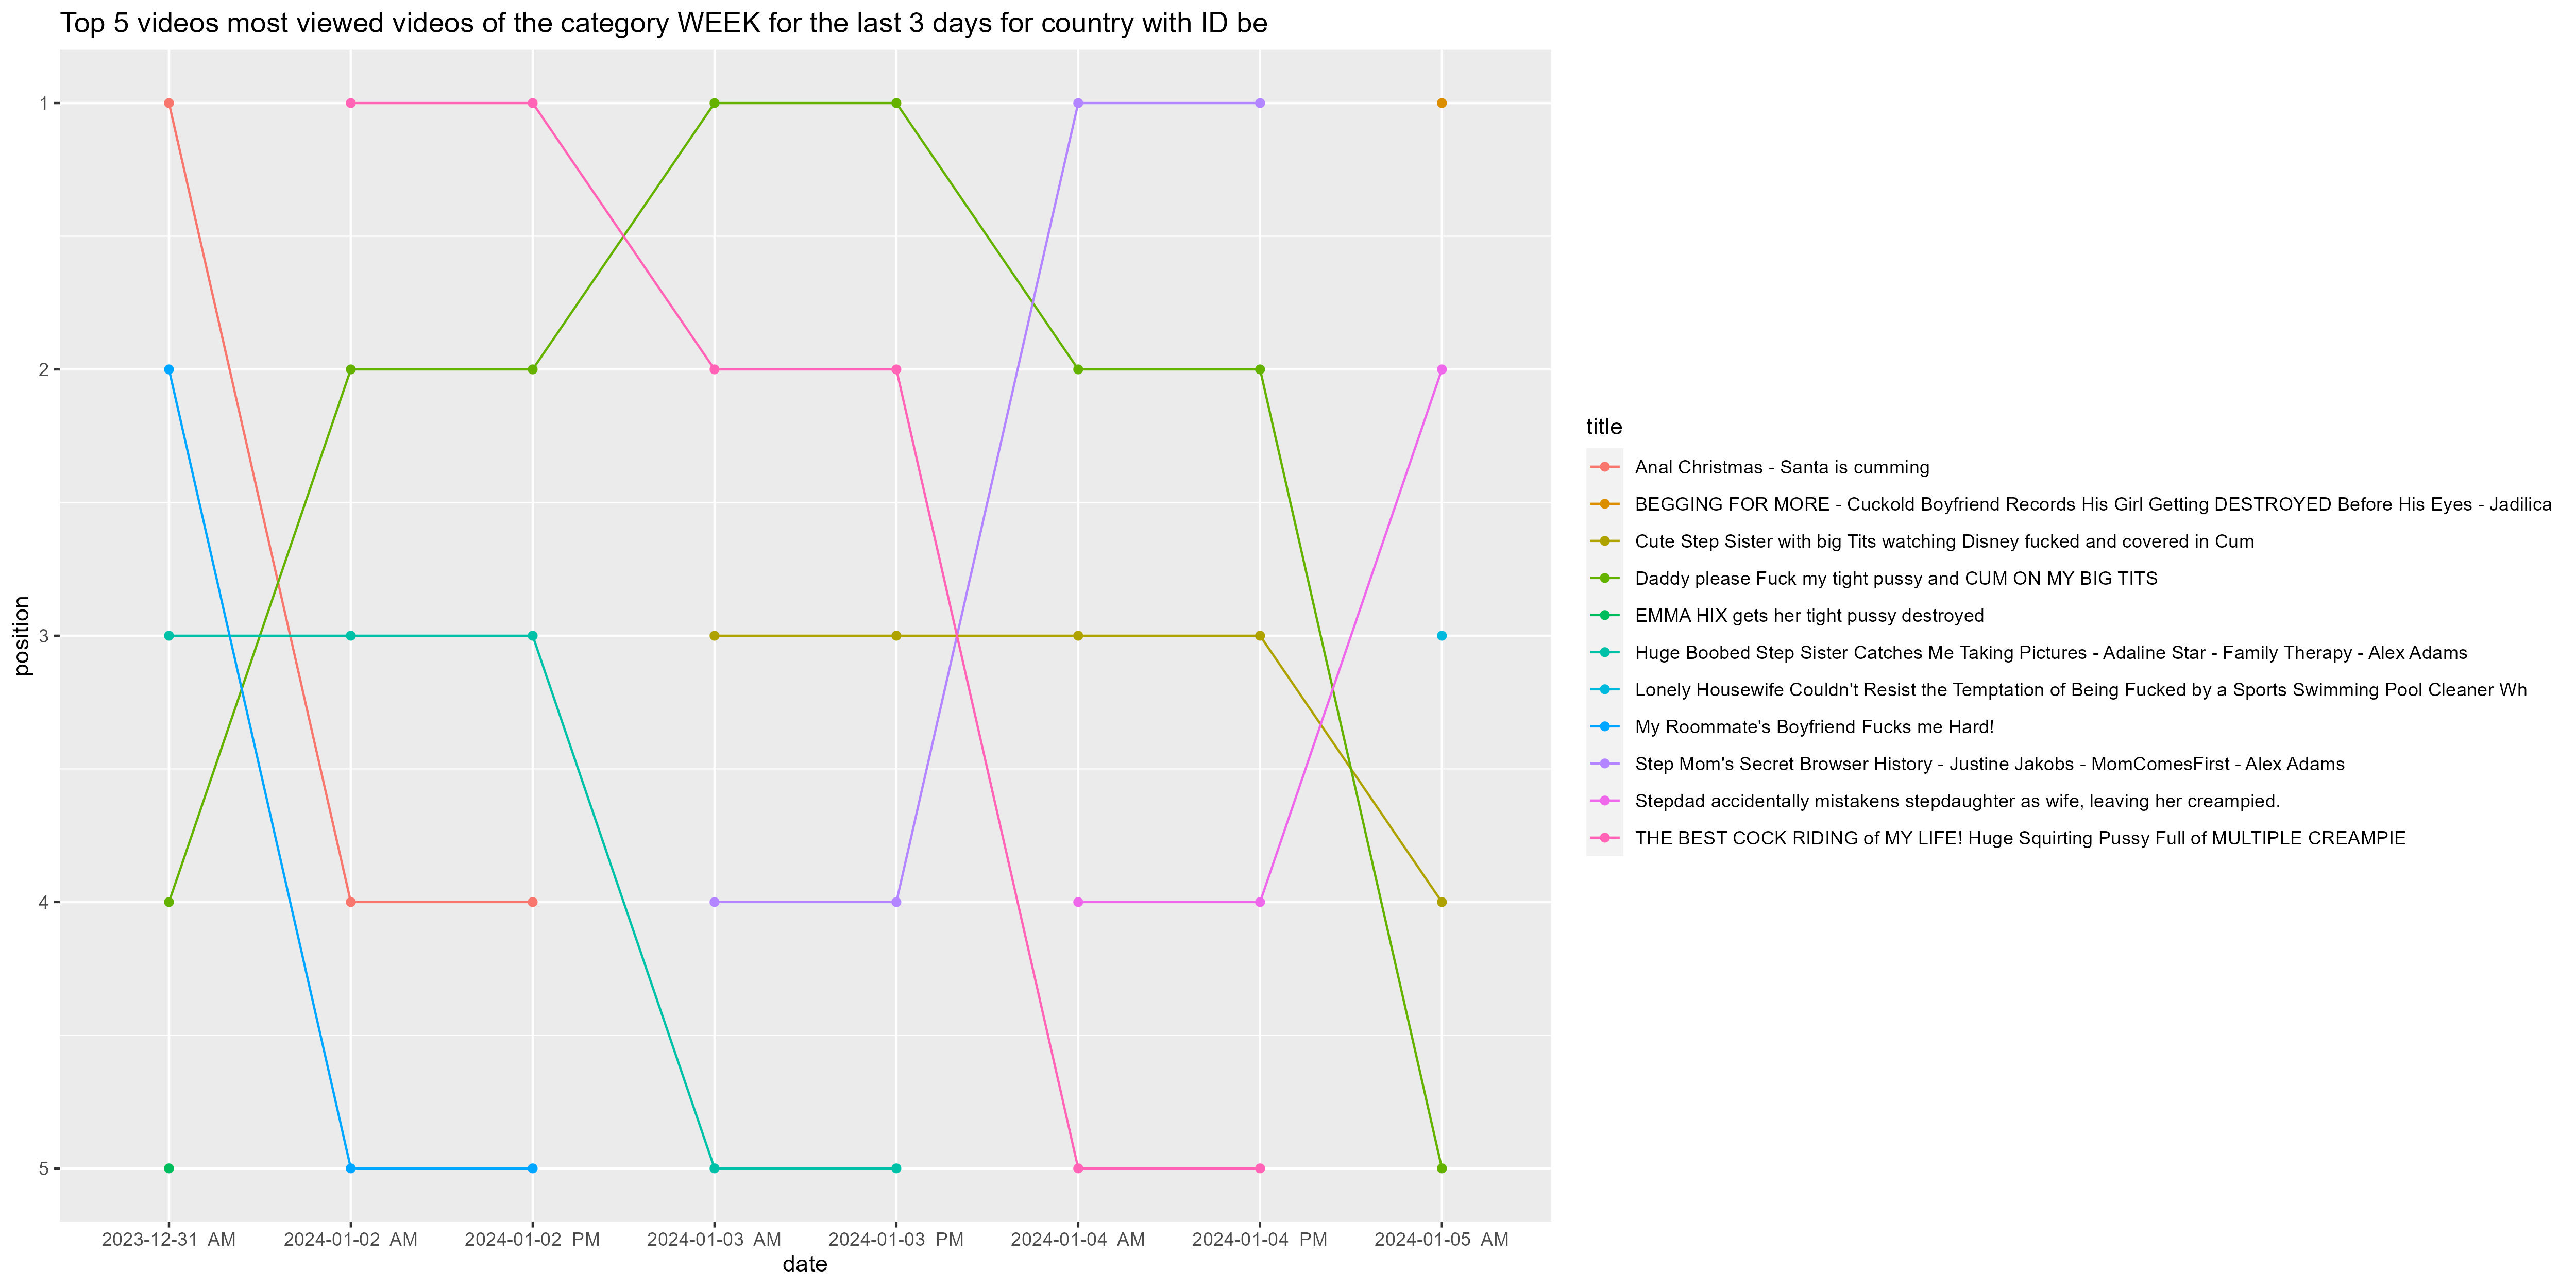 Top 5 videos most viewed videos of the category WEEK for the last 3 days for country with ID be
position
1
2
3
4
5
2023-12-31 AM
2024-01-02 AM
2024-01-02 PM
2024-01-03 AM
2024-01-03 PM
2024-01-04 AM
2024-01-04 PM
2024-01-05 AM
date
title
Anal Christmas - Santa is cumming
BEGGING FOR MORE - Cuckold Boyfriend Records His Girl Getting DESTROYED Before His Eyes - Jadilica
Cute Step Sister with big Tits watching Disney fucked and covered in Cum
Daddy please Fuck my tight pussy and CUM ON MY BIG TITS
EMMA HIX gets her tight pussy destroyed
Huge Boobed Step Sister Catches Me Taking Pictures - Adaline Star - Family Therapy - Alex Adams
Lonely Housewife Couldn't Resist the Temptation of Being Fucked by a Sports Swimming Pool Cleaner Wh
My Roommate's Boyfriend Fucks me Hard!
Step Mom's Secret Browser History - Justine Jakobs - MomComesFirst - Alex Adams
Stepdad accidentally mistakens stepdaughter as wife, leaving her creampied.
THE BEST COCK RIDING of MY LIFE! Huge Squirting Pussy Full of MULTIPLE CREAMPIE